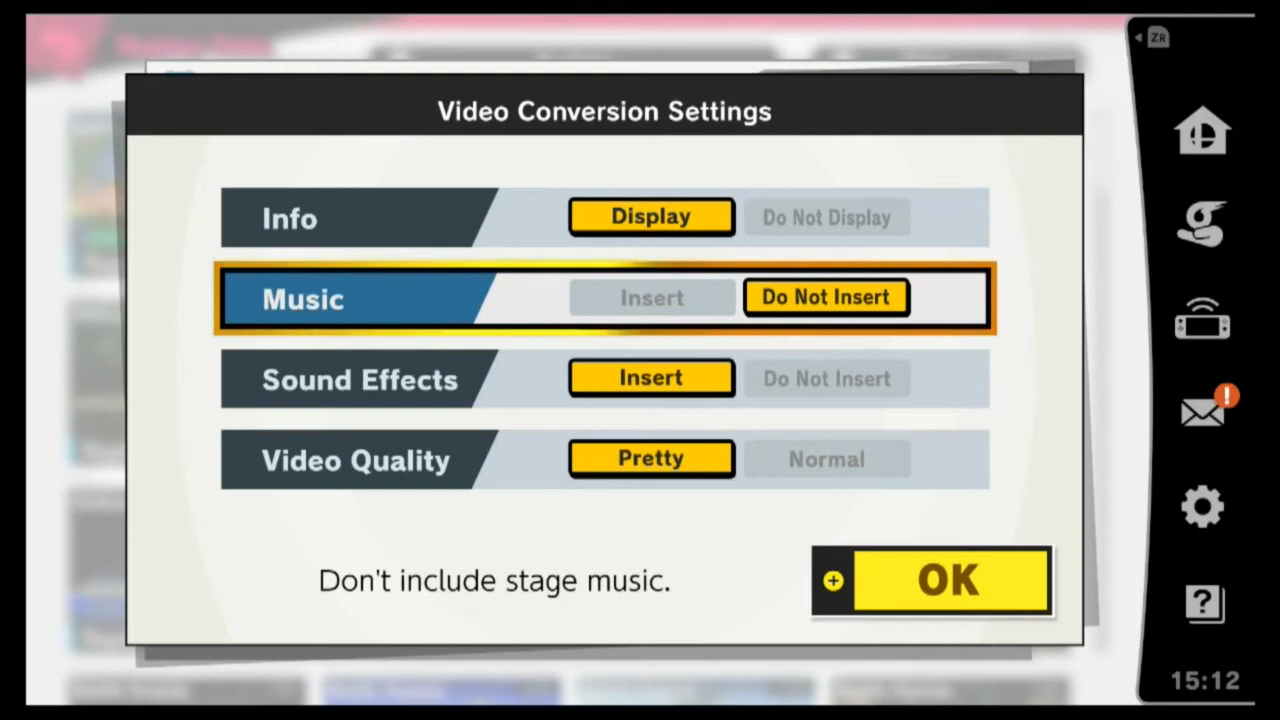 ZR
Video Conversion Settings
Info
Display
Do Not Display
Music
Insert
Do Not Insert
Sound Effects
Insert
Do Not Insert
Video Quality
Pretty
Normal
Don't include stage music.
+ OK
!
?
15:12